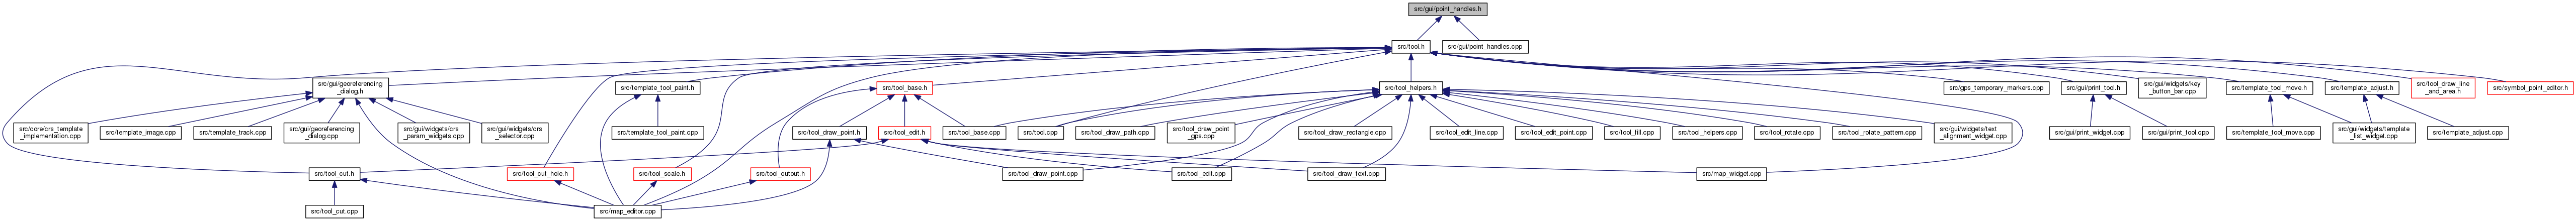 src/gui/point_handles.h
src/tool.h
src/gui/point_handles.cpp
src/gui/georeferencing
_dialog.h
src/template_tool_paint.h
src/tool_base.h
src/tool_helpers.h
src/gps_temporary_markers.cpp
src/gui/print_tool.h
src/gui/widgets/key
_button_bar.cpp
src/template_tool_move.h
src/template_adjust.h
src/tool_draw_line
_and_area.h
src/symbol_point_editor.h
src/core/crs_template
_implementation.cpp
src/template_image.cpp
src/template_track.cpp
src/gui/georeferencing
_dialog.cpp
src/gui/widgets/crs
_param_widgets.cpp
src/gui/widgets/crs
_selector.cpp
src/template_tool_paint.cpp
src/tool_draw_point.h
src/tool_edit.h
src/tool_base.cpp
src/tool.cpp
src/tool_draw_path.cpp
src/tool_draw_point
_gps.cpp
src/tool_draw_rectangle.cpp
src/tool_edit_line.cpp
src/tool_edit_point.cpp
src/tool_fill.cpp
src/tool_helpers.cpp
src/tool_rotate.cpp
src/tool_rotate_pattern.cpp
src/gui/widgets/text
_alignment_widget.cpp
src/gui/print_widget.cpp
src/gui/print_tool.cpp
src/template_tool_move.cpp
src/gui/widgets/template
_list_widget.cpp
src/template_adjust.cpp
src/tool_cut.h
src/tool_cut_hole.h
src/tool_scale.h
src/tool_cutout.h
src/tool_draw_point.cpp
src/tool_edit.cpp
src/tool_draw_text.cpp
src/map_widget.cpp
src/tool_cut.cpp
src/map_editor.cpp